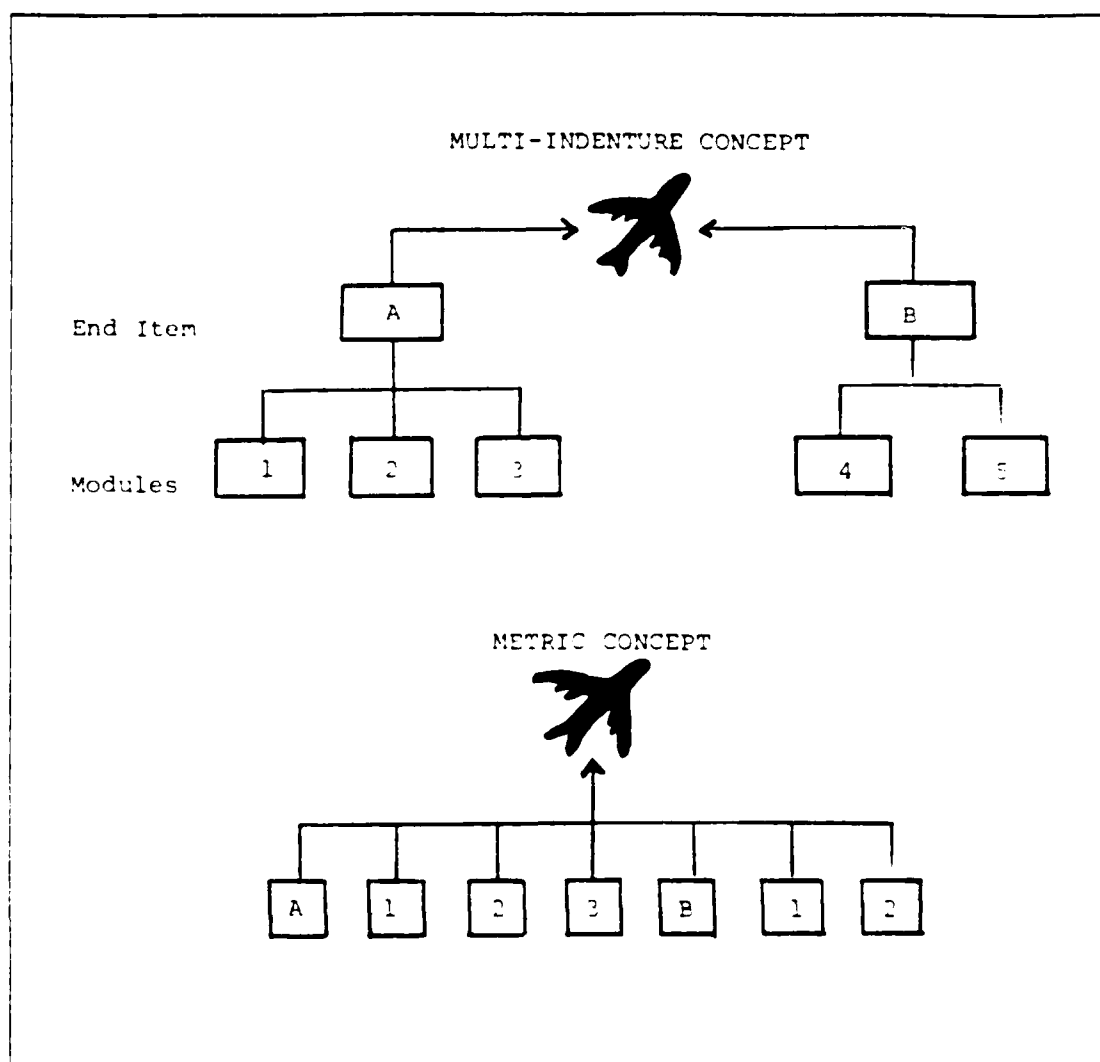 MULTI-INDENTURE CONCEPT
A B
End Item
1 2 3 4 5
Modules
METRIC CONCEPT
A 1 2 3 B 1 2